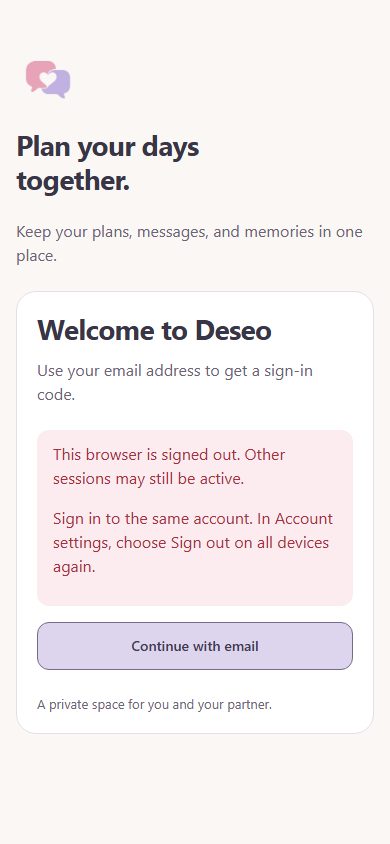 Plan your days
together.
Keep your plans, messages, and memories in one
place.
Welcome to Deseo
Use your email address to get a sign-in
code.
This browser is signed out. Other
sessions may still be active.
Sign in to the same account. In Account
settings, choose Sign out on all devices
again.
Continue with email
A private space for you and your partner.